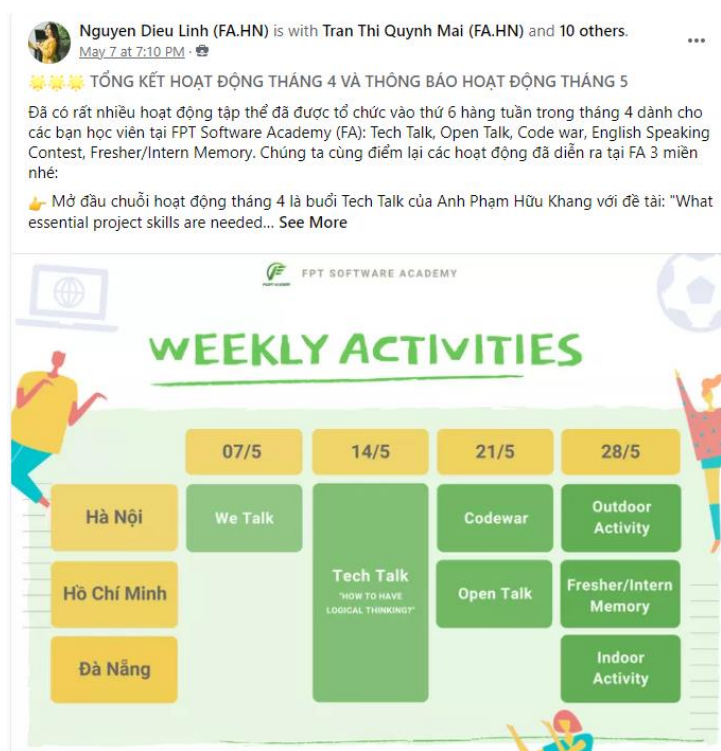 Nguyen Dieu Linh (FA.HN) is with Tran Thi Quynh Mai (FA.HN) and 10 others.
May 7 at 7:10 PM ·
TỔNG KẾT HOẠT ĐỘNG THÁNG 4 VÀ THÔNG BÁO HOẠT ĐỘNG THÁNG 5
Đã có rất nhiều hoạt động tập thể đã được tổ chức vào thứ 6 hàng tuần trong tháng 4 dành cho
các bạn học viên tại FPT Software Academy (FA): Tech Talk, Open Talk, Code war, English Speaking
Contest, Fresher/Intern Memory. Chúng ta cùng điểm lại các hoạt động đã diễn ra tại FA 3 miền
nhé:
Mở đầu chuỗi hoạt động tháng 4 là buổi Tech Talk của Anh Phạm Hữu Khang với đề tài: "What
essential project skills are needed... See More
FPT SOFTWARE ACADEMY
WEEKLY ACTIVITIES
07/5 14/5 21/5 28/5
Hà Nội We Talk Codewar Outdoor
Activity
Hồ Chí Minh Tech Talk Open Talk Fresher/Intern
"HOW TO HAVE Memory
LOGICAL THINKING?"
Đà Nẵng Indoor
Activity